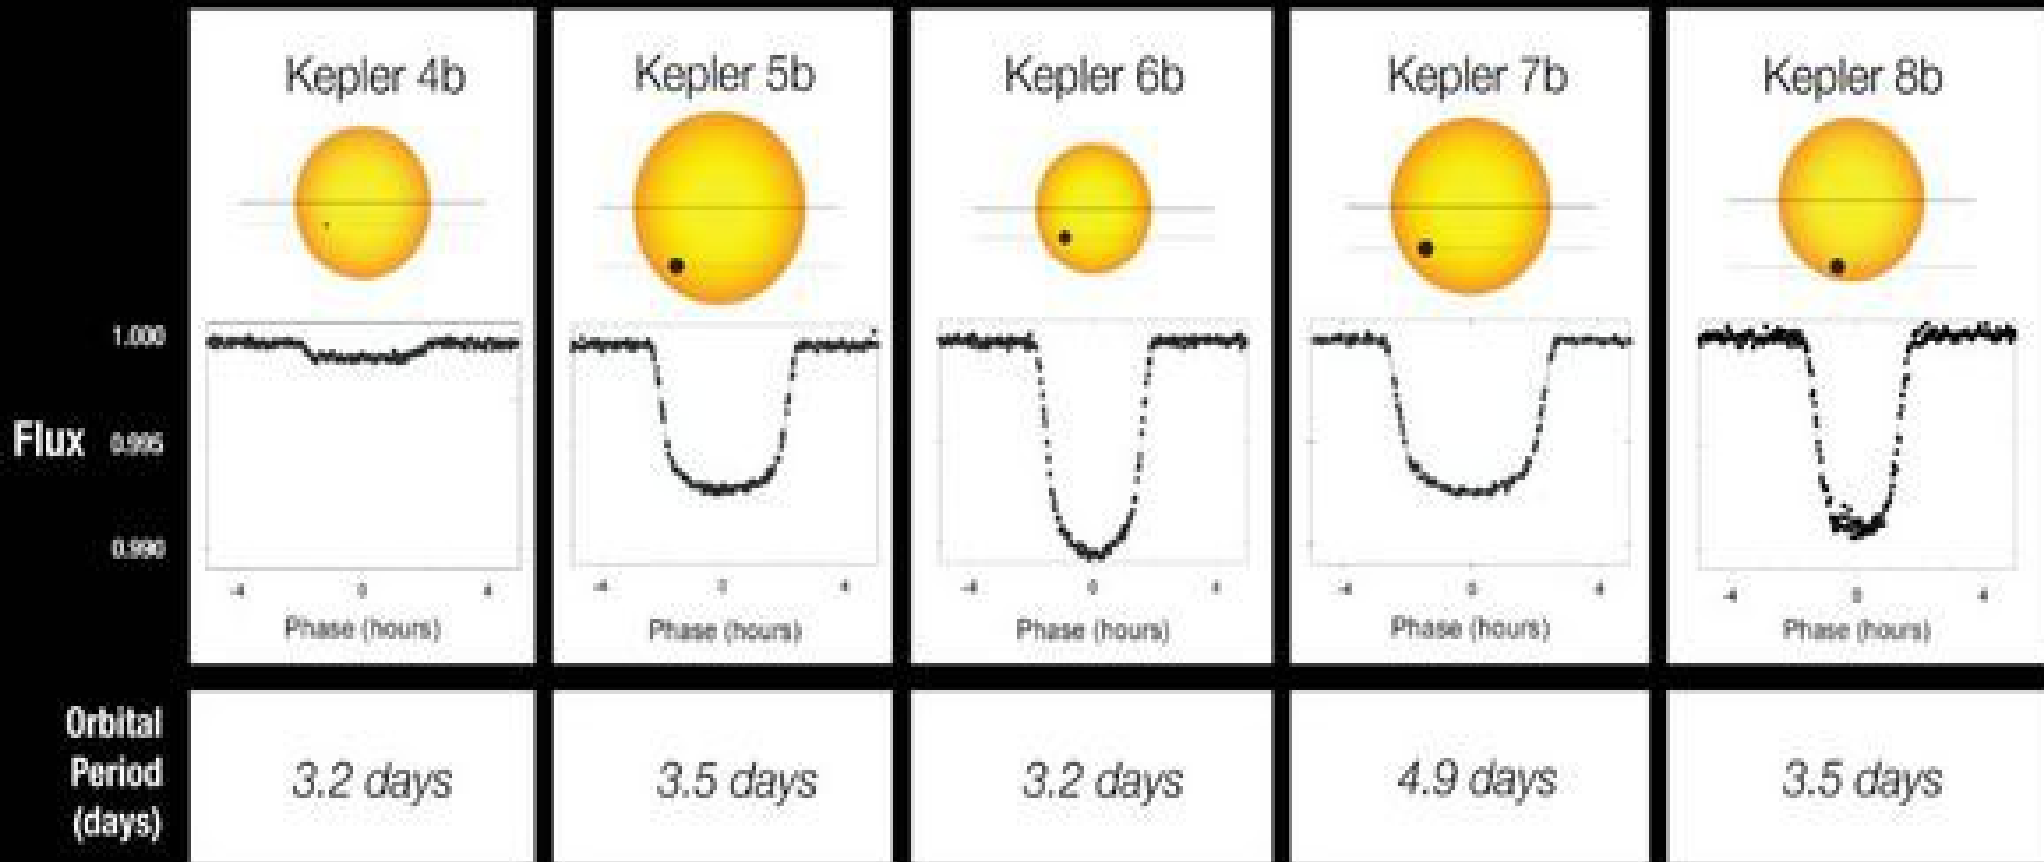 Kepler 4b
Kepler 5b
Kepler 6b
Kepler 7b
Kepler 8b
Flux
1.000
0.995
0.990
-4 0 4
-4 0 4
-4 0 4
-4 0 4
-4 0 4
Phase (hours)
Phase (hours)
Phase (hours)
Phase (hours)
Phase (hours)
Orbital
Period
(days)
3.2 days
3.5 days
3.2 days
4.9 days
3.5 days